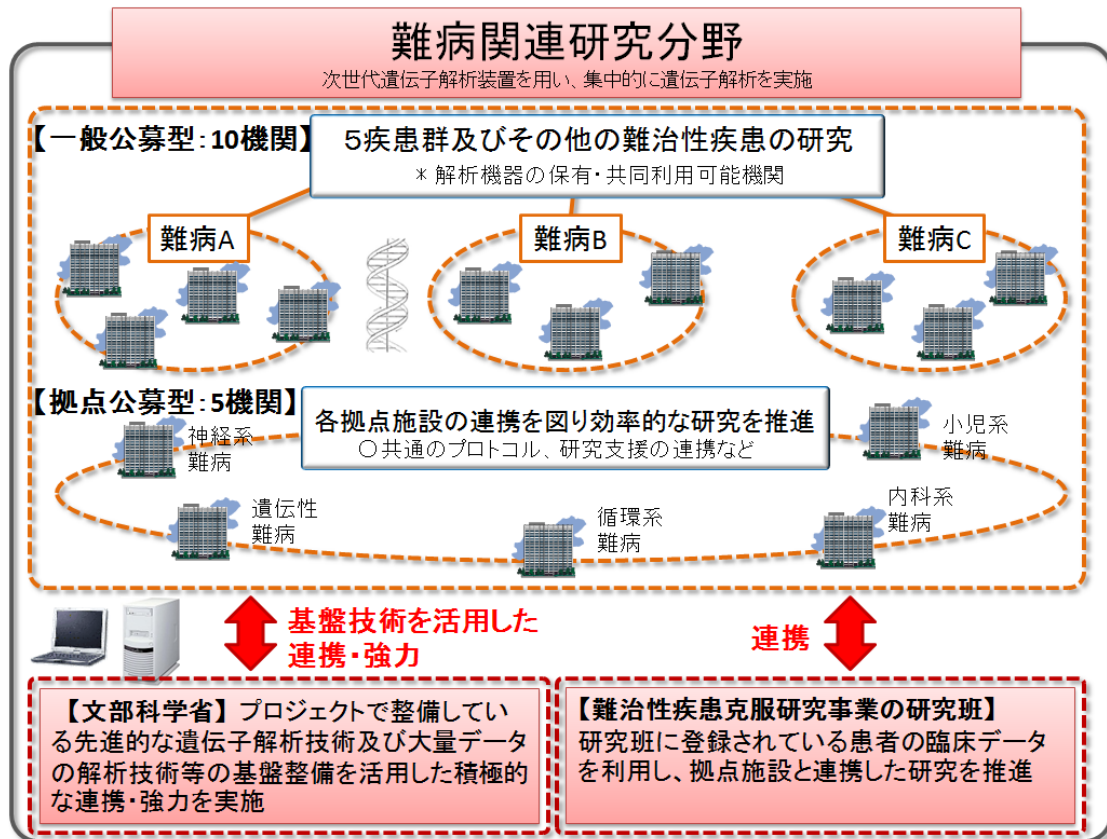 難病関連研究分野
次世代遺伝子解析装置を用い、集中的に遺伝子解析を実施
【一般公募型：10機関】
５疾患群及びその他の難治性疾患の研究
＊解析機器の保有・共同利用可能機関
難病A
難病B
難病C
【拠点公募型：5機関】
各拠点施設の連携を図り効率的な研究を推進
○共通のプロトコル、研究支援の連携など
神経系
難病
小児系
難病
遺伝性
難病
循環系
難病
内科系
難病
基盤技術を活用した
連携・強力
連携
【文部科学省】プロジェクトで整備してい
る先進的な遺伝子解析技術及び大量データ
の解析技術等の基盤整備を活用した積極的
な連携・強力を実施
【難治性疾患克服研究事業の研究班】
研究班に登録されている患者の臨床データ
を利用し、拠点施設と連携した研究を推進